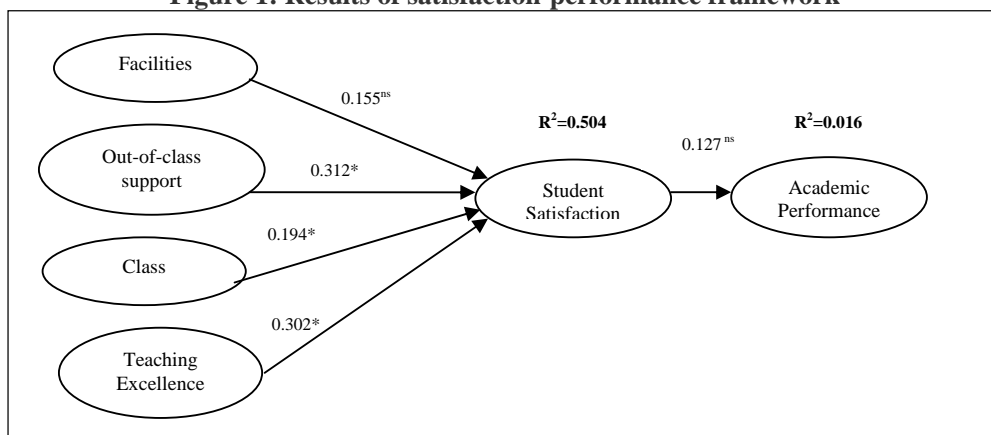 Figure 1: Results of satisfaction-performance framework
Facilities
0.155ns
R2=0.504
R2=0.016
Out-of-class
support
0.312*
0.127 ns
Student
Satisfaction
Academic
Performance
0.194*
Class
0.302*
Teaching
Excellence